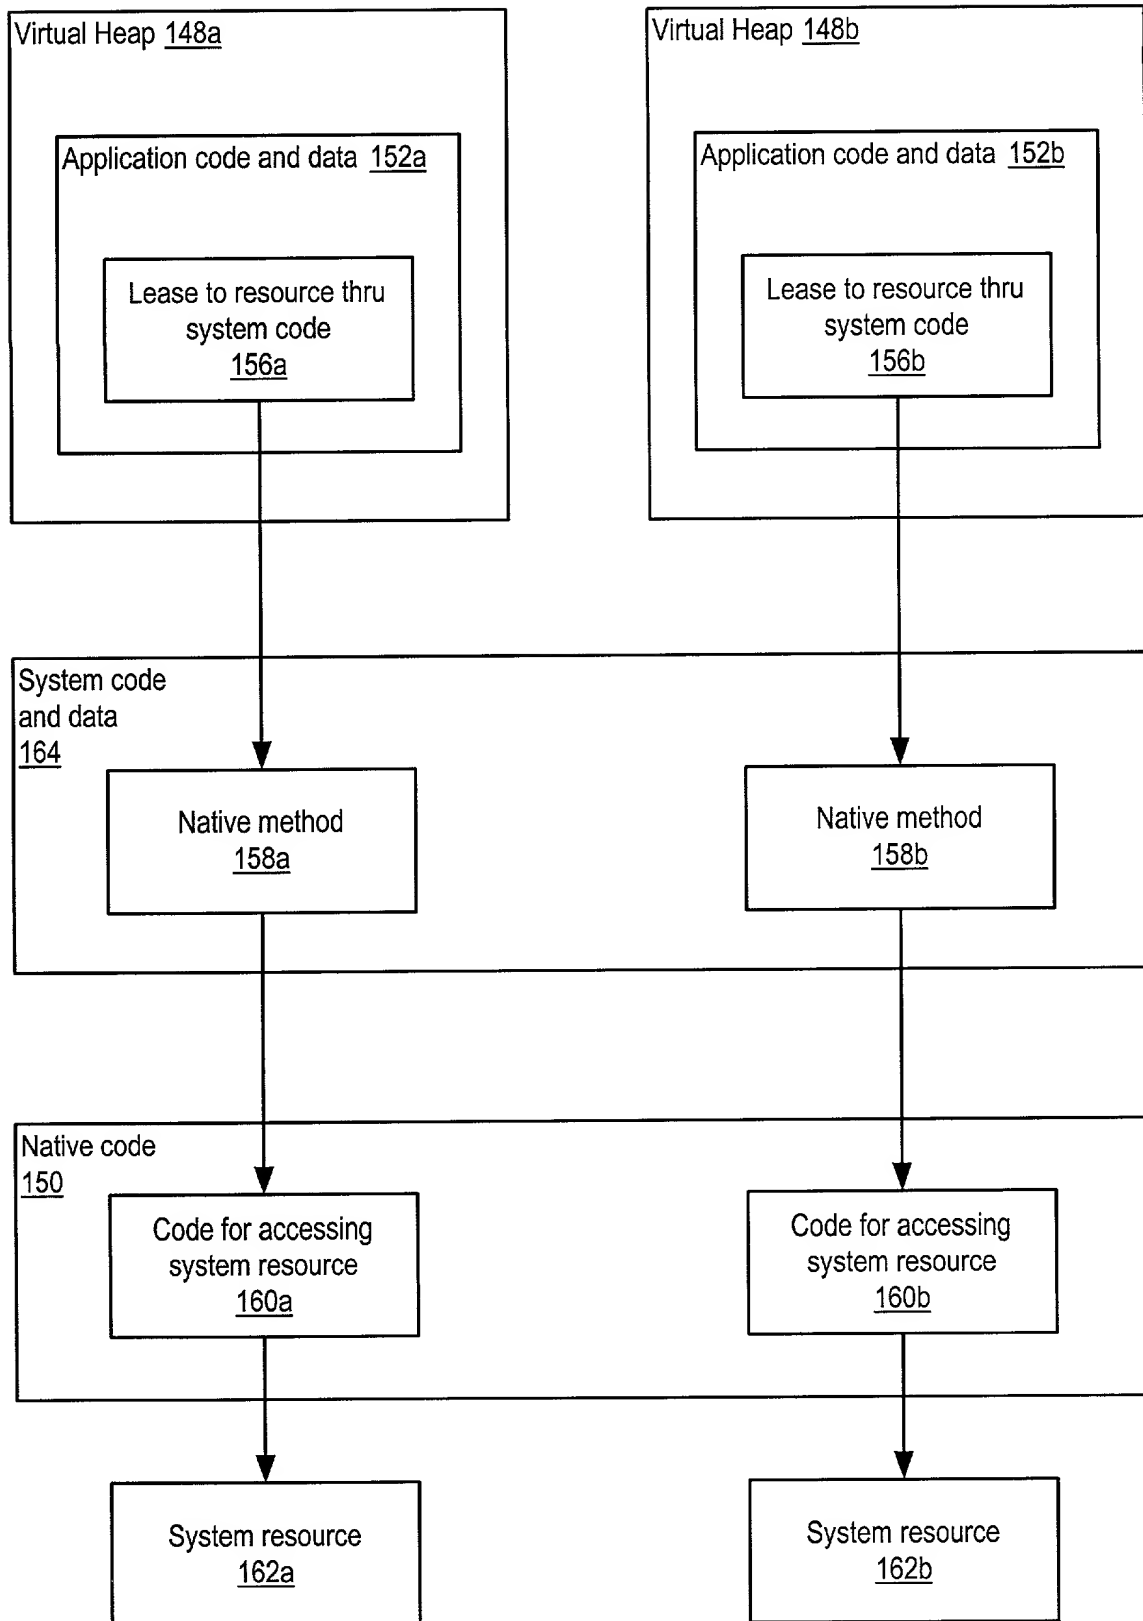 Virtual Heap 148a
Application code and data 152a
Lease to resource thru
system code
156a
Virtual Heap 148b
Application code and data 152b
Lease to resource thru
system code
156b
System code
and data
164
Native method
158a
Native method
158b
Native code
150
Code for accessing
system resource
160a
Code for accessing
system resource
160b
System resource
162a
System resource
162b